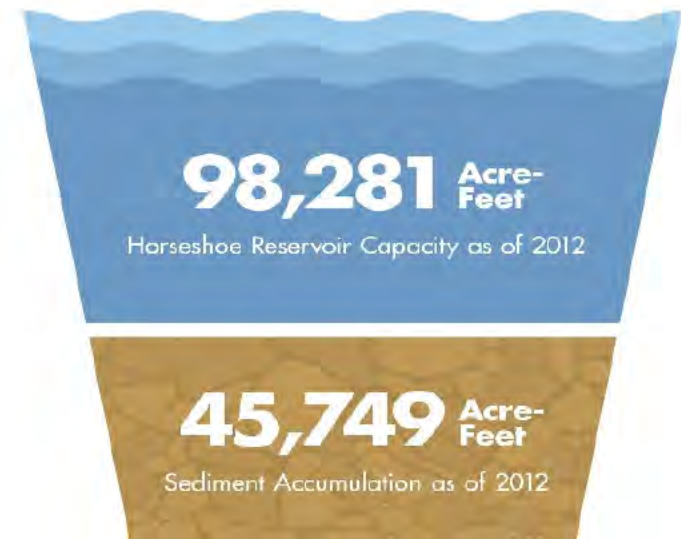 98,281 Acre-
Feet
Horseshoe Reservoir Capacity as of 2012
45,749 Acre-
Feet
Sediment Accumulation as of 2012